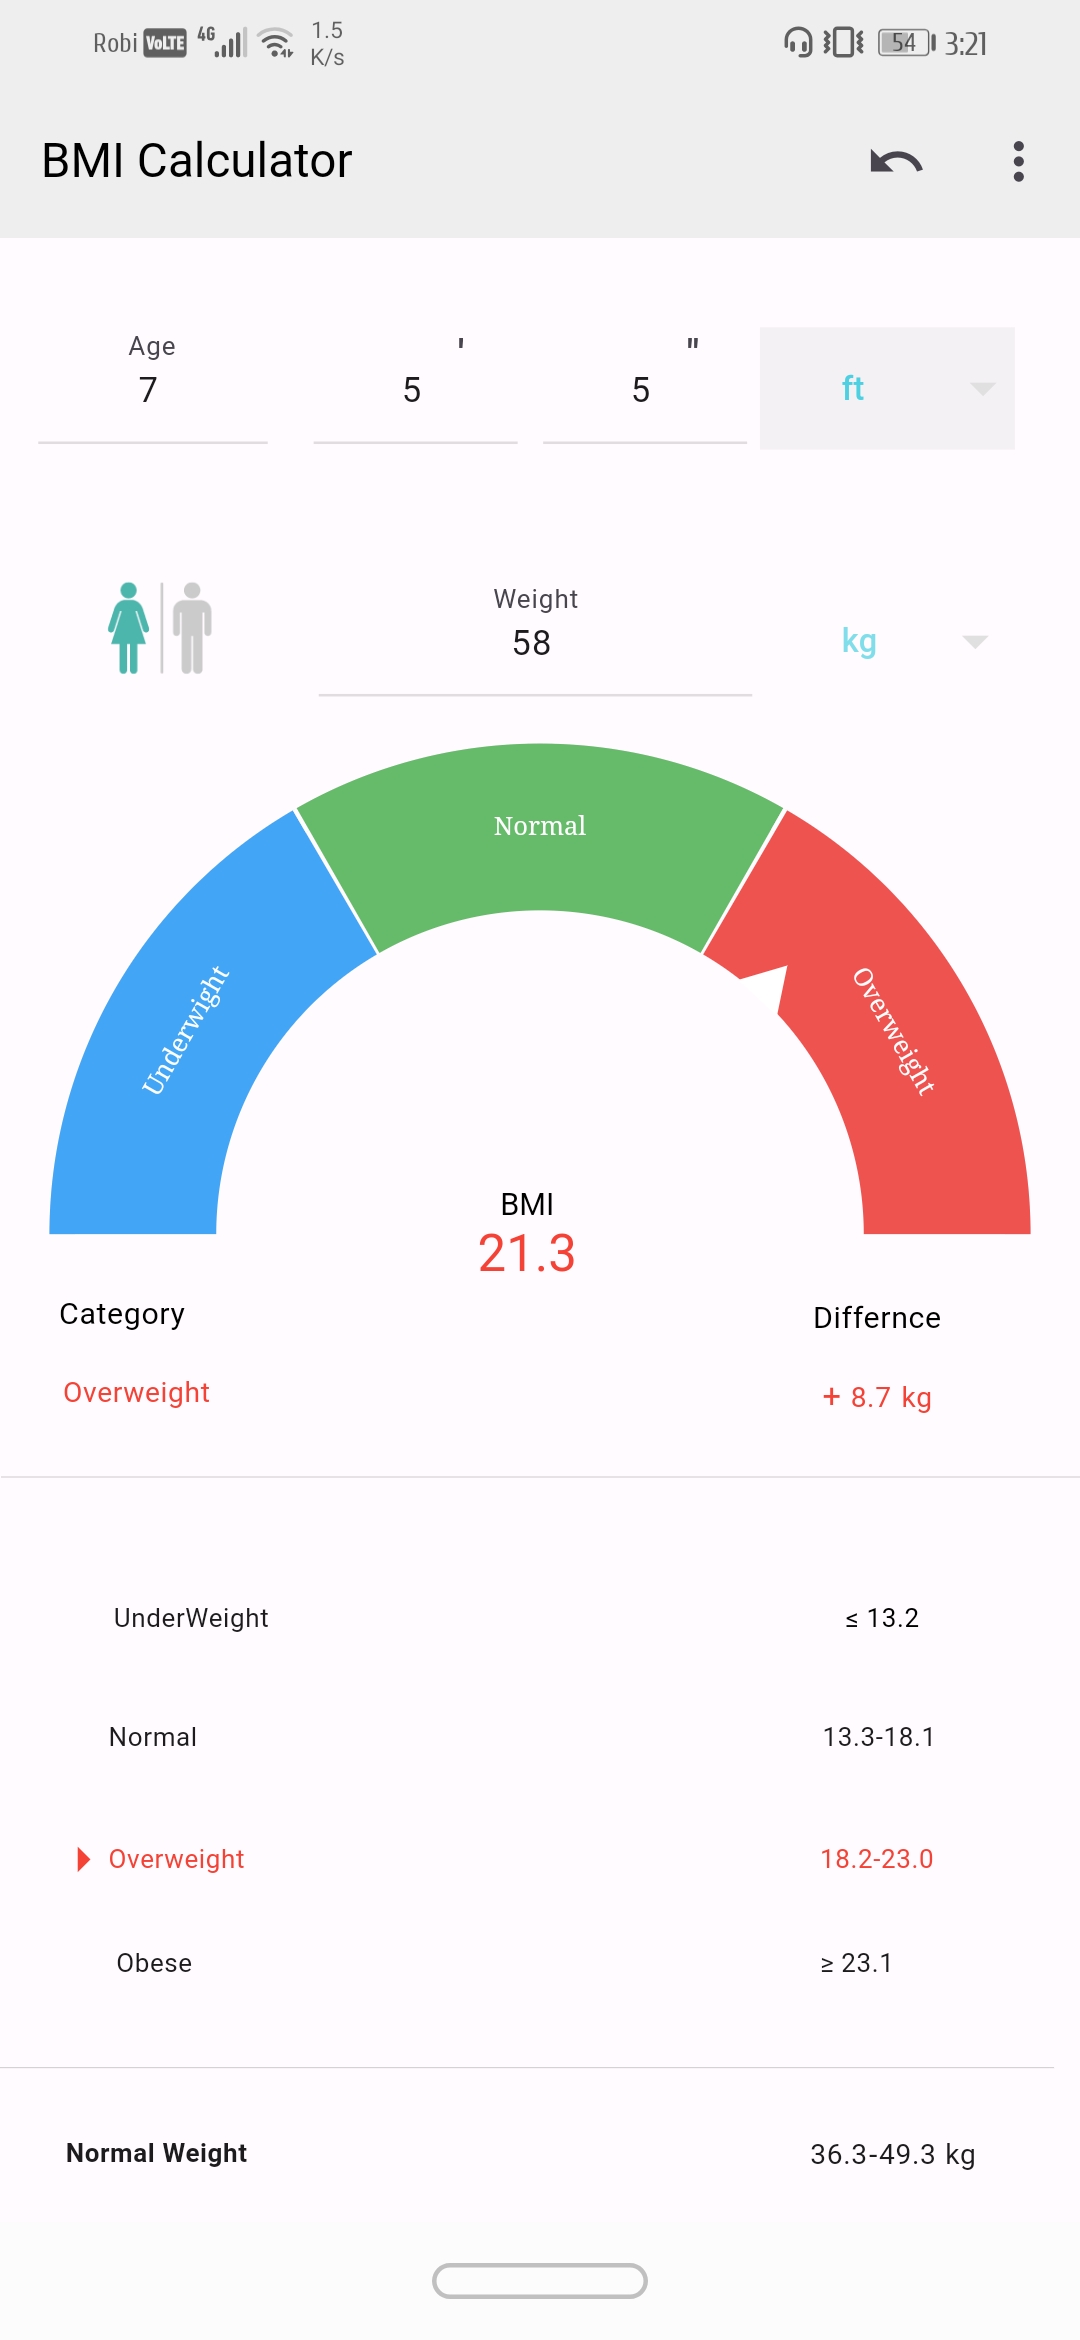 Robi VoLTE 4G 1.5 K/s 54 3:21
BMI Calculator
Age ' "
7 5 5 ft
Weight
58 kg
Normal
Underwight
Overweight
BMI
21.3
Category Differnce
Overweight + 8.7 kg
UnderWeight ≤ 13.2
Normal 13.3-18.1
Overweight 18.2-23.0
Obese ≥ 23.1
Normal Weight 36.3-49.3 kg